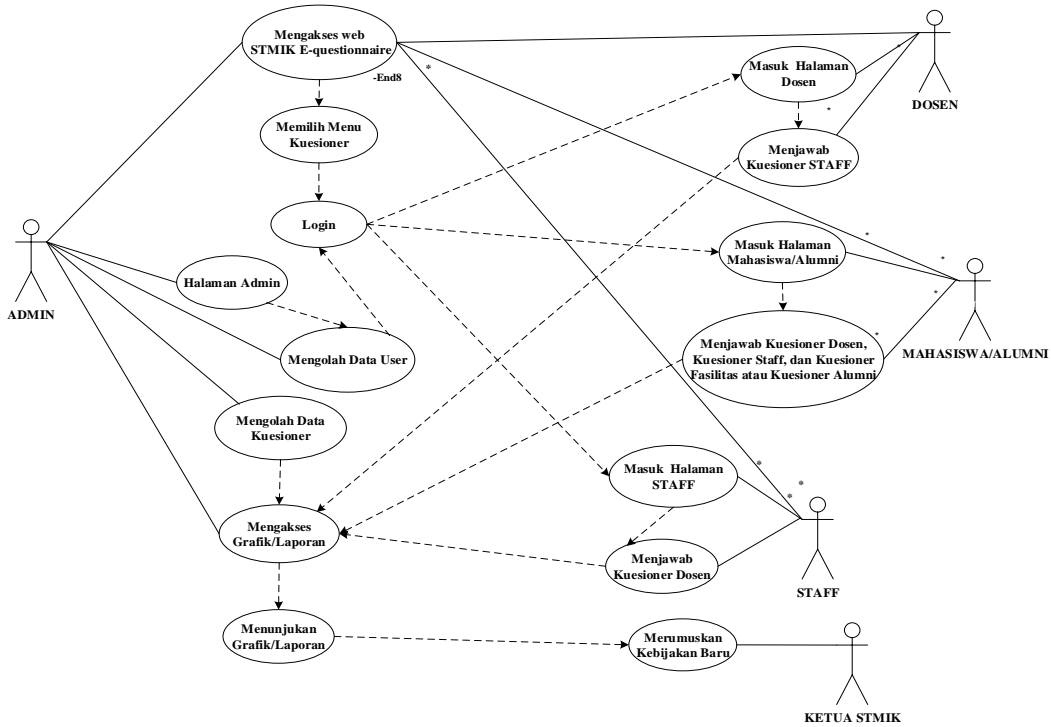 Mengakses web
STMIK E-questionnaire
*
-End8
*
Masuk Halaman
Dosen
DOSEN
*
Memilih Menu
Kuesioner
Menjawab
Kuesioner STAFF
Login
*
Masuk Halaman
Mahasiswa/Alumni
*
*
Halaman Admin
ADMIN
*
Mengolah Data User
Menjawab Kuesioner Dosen,
Kuesioner Staff, dan Kuesioner
Fasilitas atau Kuesioner Alumni
MAHASISWA/ALUMNI
Mengolah Data
Kuesioner
Masuk Halaman
STAFF
*
*
*
Mengakses
Grafik/Laporan
Menjawab
Kuesioner Dosen
STAFF
Menunjukan
Grafik/Laporan
Merumuskan
Kebijakan Baru
KETUA STMIK